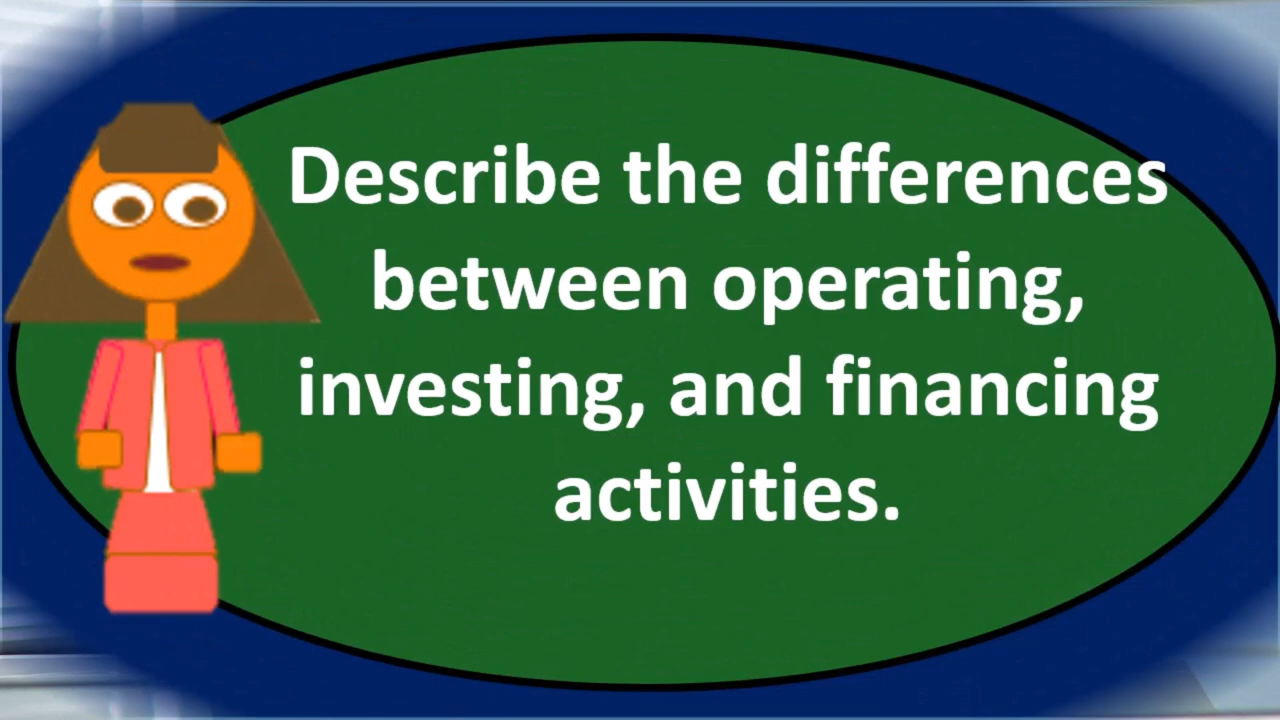 Describe the differences
between operating,
investing, and financing
activities.